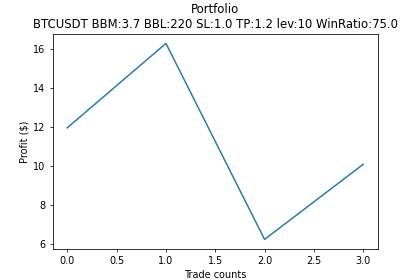 Portfolio
BTCUSDT BBM:3.7 BBL:220 SL:1.0 TP:1.2 lev:10 WinRatio:75.0
16
14
12
10
8
6
Profit ($)
0.0 0.5 1.0 1.5 2.0 2.5 3.0
Trade counts